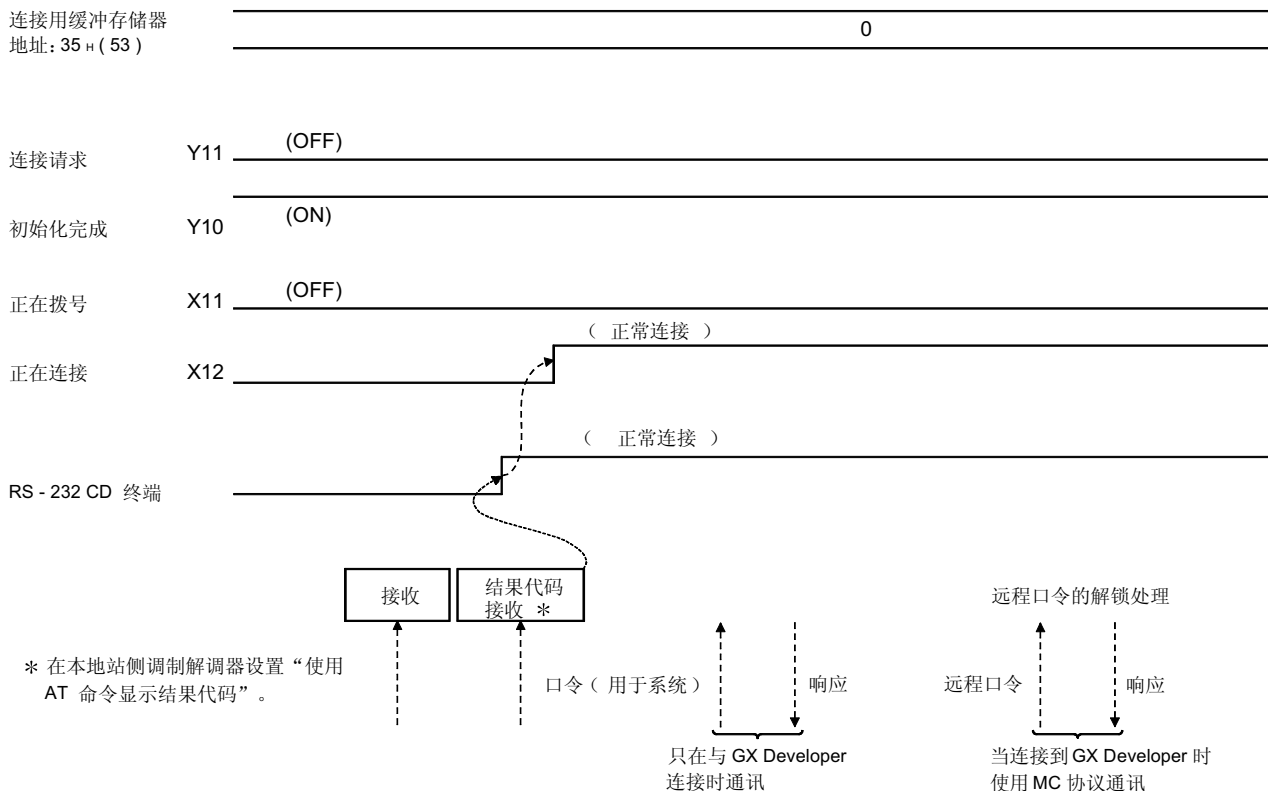 连接用缓冲存储器
地址: 35 H ( 53 )
0
连接请求 Y11 (OFF)
初始化完成 Y10 (ON)
正在拨号 X11 (OFF)
( 正常连接 )
正在连接 X12
( 正常连接 )
RS - 232 CD 终端
接收
结果代码
接收 *
远程口令的解锁处理
* 在本地站侧调制解调器设置“使用
AT 命令显示结果代码”。
口令 ( 用于系统 ) 响应
远程口令 响应
只在与 GX Developer
连接时通讯
当连接到 GX Developer 时
使用 MC 协议通讯